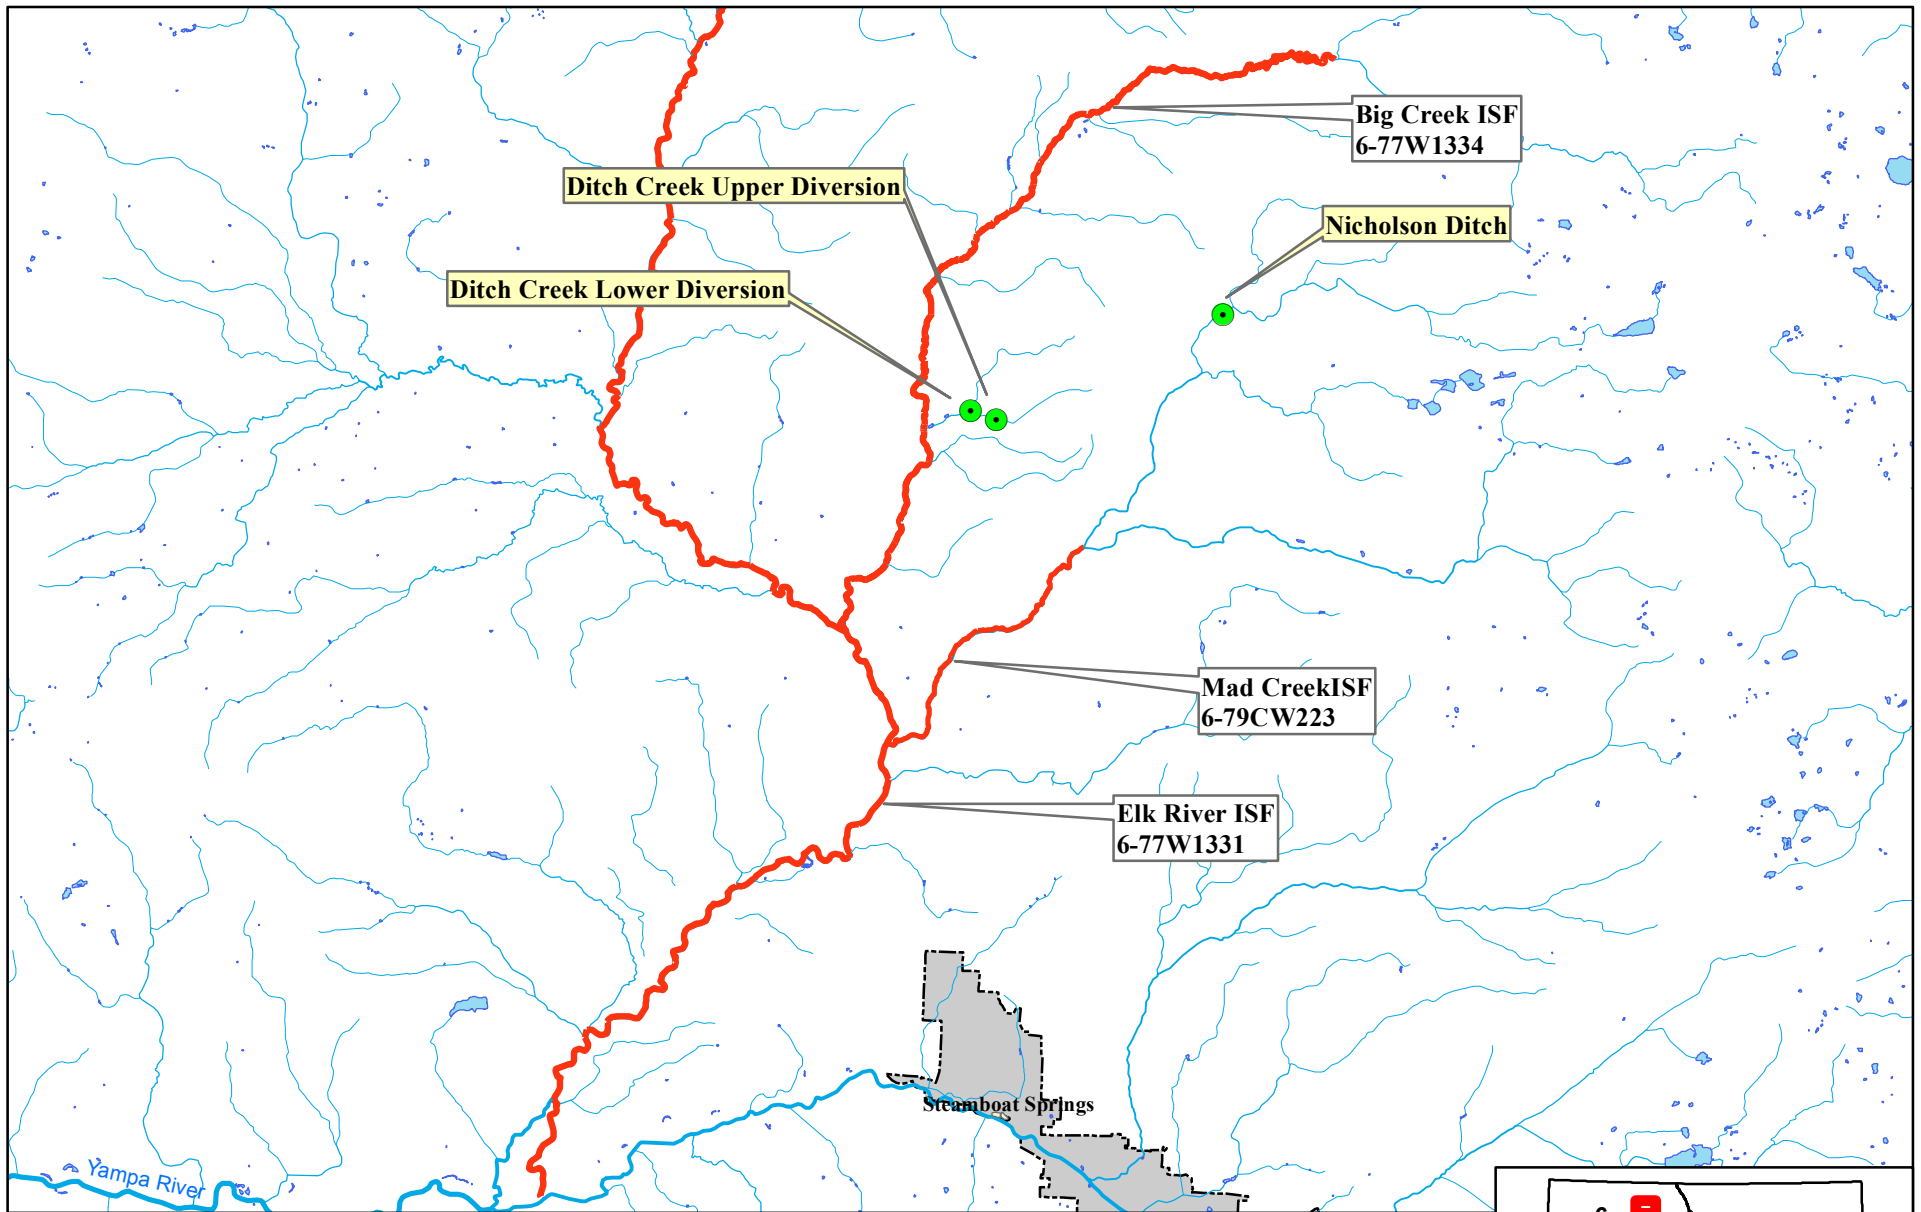 Big Creek ISF
6-77W1334
Ditch Creek Upper Diversion
Nicholson Ditch
Ditch Creek Lower Diversion
Mad CreekISF
6-79CW223
Elk River ISF
6-77W1331
Steamboat Springs
Yampa River